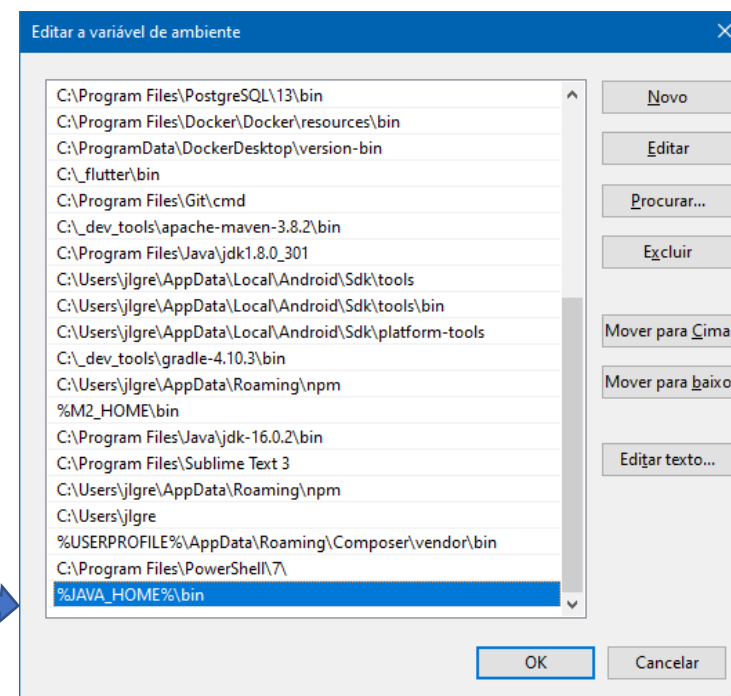 Editar a variável de ambiente
C:\Program Files\PostgreSQL\13\bin
C:\Program Files\Docker\Docker\resources\bin
C:\ProgramData\DockerDesktop\version-bin
C:\_flutter\bin
C:\Program Files\Git\cmd
C:\_dev_tools\apache-maven-3.8.2\bin
C:\Program Files\Java\jdk1.8.0_301
C:\Users\jlgre\AppData\Local\Android\Sdk\tools
C:\Users\jlgre\AppData\Local\Android\Sdk\tools\bin
C:\Users\jlgre\AppData\Local\Android\Sdk\platform-tools
C:\_dev_tools\gradle-4.10.3\bin
C:\Users\jlgre\AppData\Roaming\npm
%M2_HOME\bin
C:\Program Files\Java\jdk-16.0.2\bin
C:\Program Files\Sublime Text 3
C:\Users\jlgre\AppData\Roaming\npm
C:\Users\jlgre
%USERPROFILE%\AppData\Roaming\Composer\vendor\bin
C:\Program Files\PowerShell\7\
%JAVA_HOME%\bin
Novo
Editar
Procurar...
Excluir
Mover para Cima
Mover para baixo
Editar texto...
OK
Cancelar